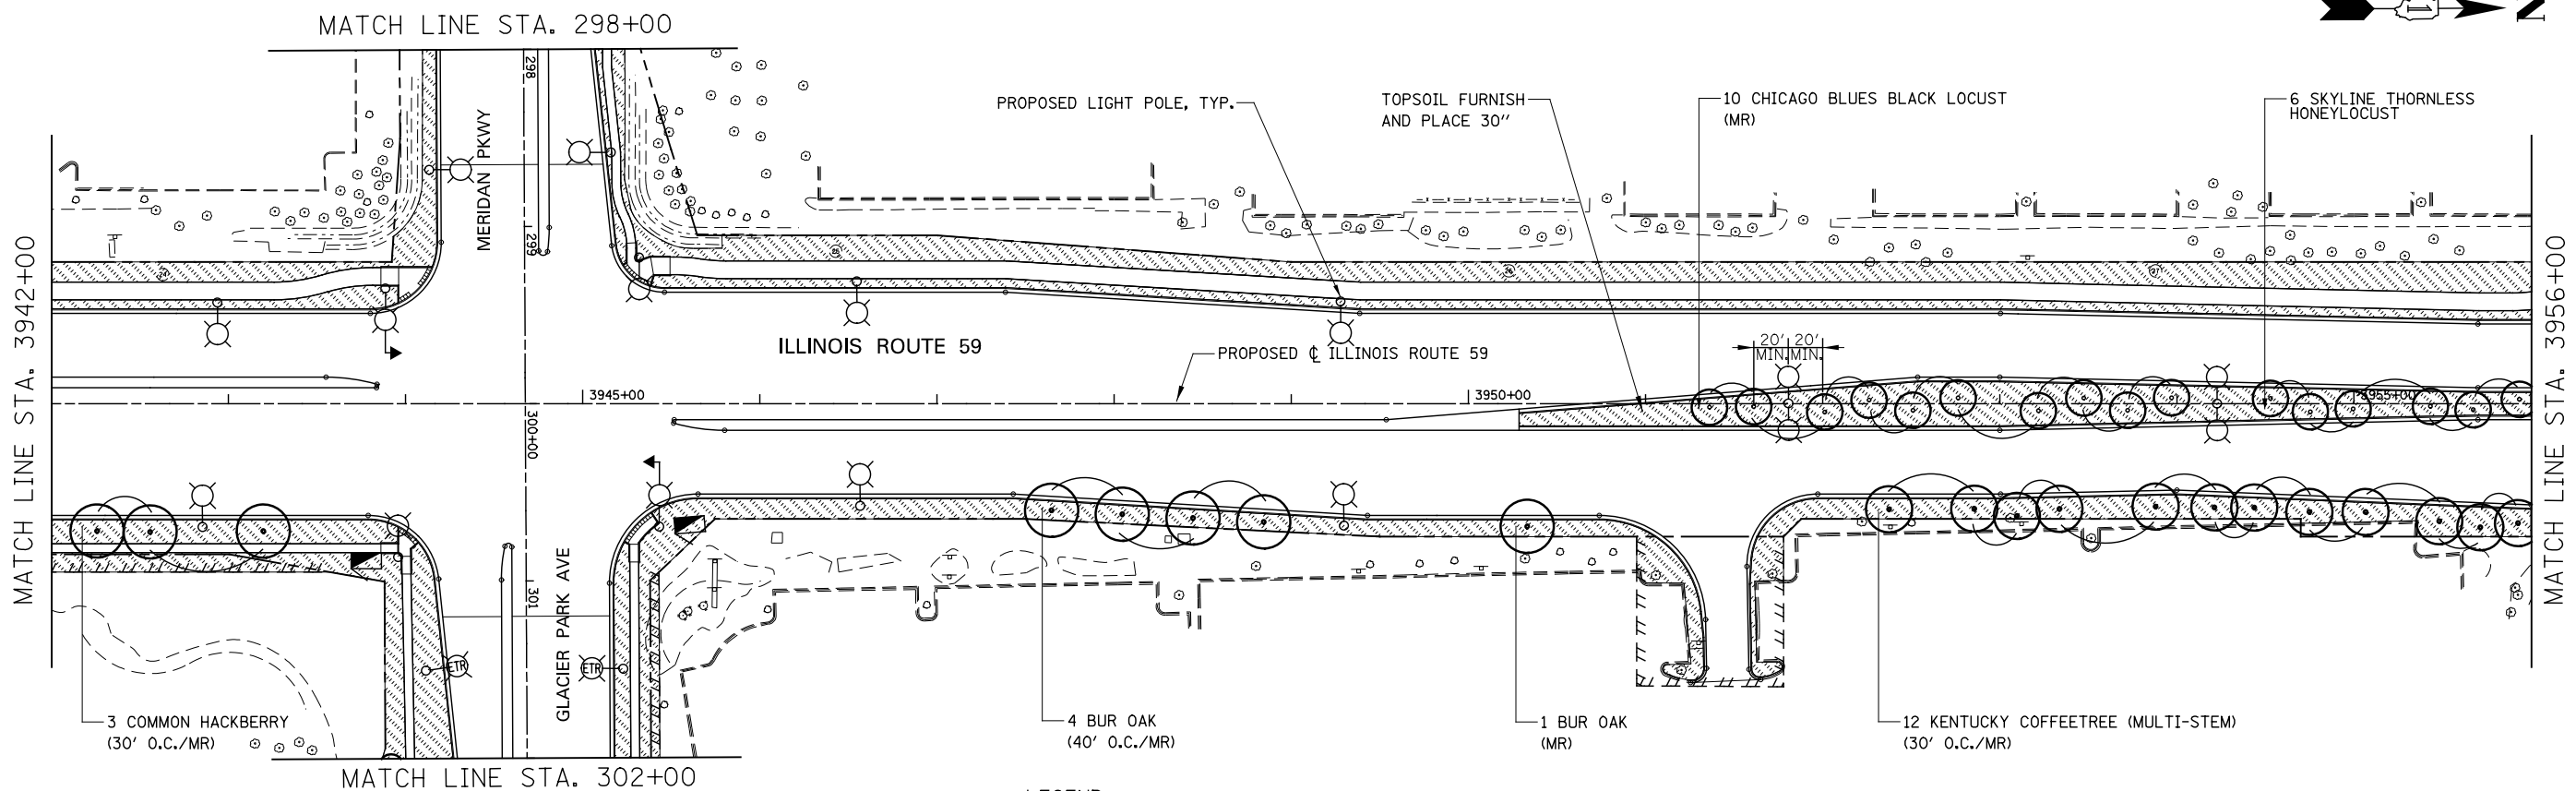 MATCH LINE STA. 298+00
N
298
MERIDAN PKWY
299
PROPOSED LIGHT POLE, TYP.
TOPSOIL FURNISH
AND PLACE 30"
10 CHICAGO BLUES BLACK LOCUST
(MR)
6 SKYLINE THORNLESS
HONEYLOCUST
MATCH LINE STA. 3942+00
24
25
26
27
ILLINOIS ROUTE 59
PROPOSED ℄ ILLINOIS ROUTE 59
20' 20'
MIN. MIN.
3945+00
3950+00
3955+00
MATCH LINE STA. 3956+00
300+00
301
GLACIER PARK AVE
ETR
ETR
3 COMMON HACKBERRY
(30' O.C./MR)
4 BUR OAK
(40' O.C./MR)
1 BUR OAK
(MR)
12 KENTUCKY COFFEETREE (MULTI-STEM)
(30' O.C./MR)
MATCH LINE STA. 302+00